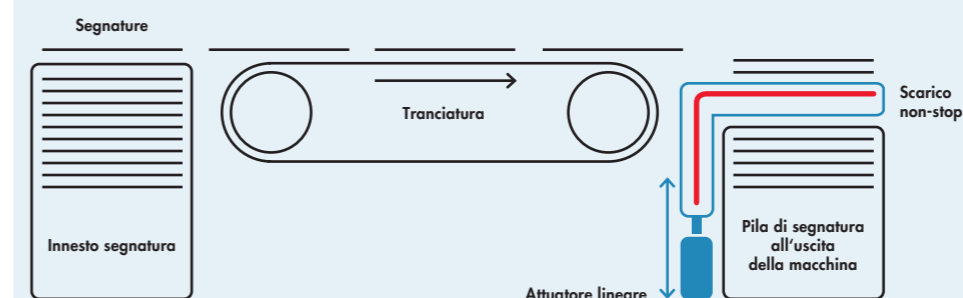 Segnature
Tranciatura
Scarico
non-stop
Innesto segnatura
Pila di segnatura
all‘uscita
della macchina
Attuatore lineare